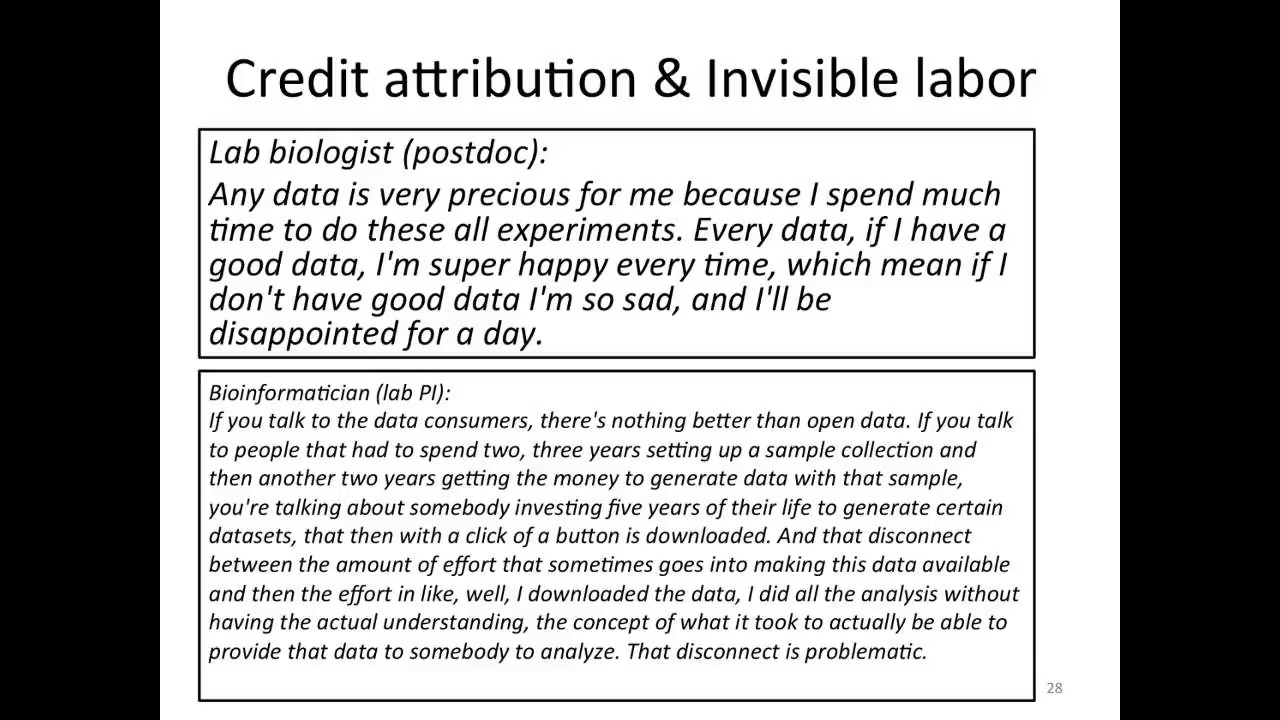 Credit attribution & Invisible labor
Lab biologist (postdoc):
Any data is very precious for me because I spend much
time to do these all experiments. Every data, if I have a
good data, I'm super happy every time, which mean if I
don't have good data I'm so sad, and I'll be
disappointed for a day.
Bioinformatician (lab PI):
If you talk to the data consumers, there's nothing better than open data. If you talk
to people that had to spend two, three years setting up a sample collection and
then another two years getting the money to generate data with that sample,
you're talking about somebody investing five years of their life to generate certain
datasets, that then with a click of a button is downloaded. And that disconnect
between the amount of effort that sometimes goes into making this data available
and then the effort in like, well, I downloaded the data, I did all the analysis without
having the actual understanding, the concept of what it took to actually be able to
provide that data to somebody to analyze. That disconnect is problematic.
28